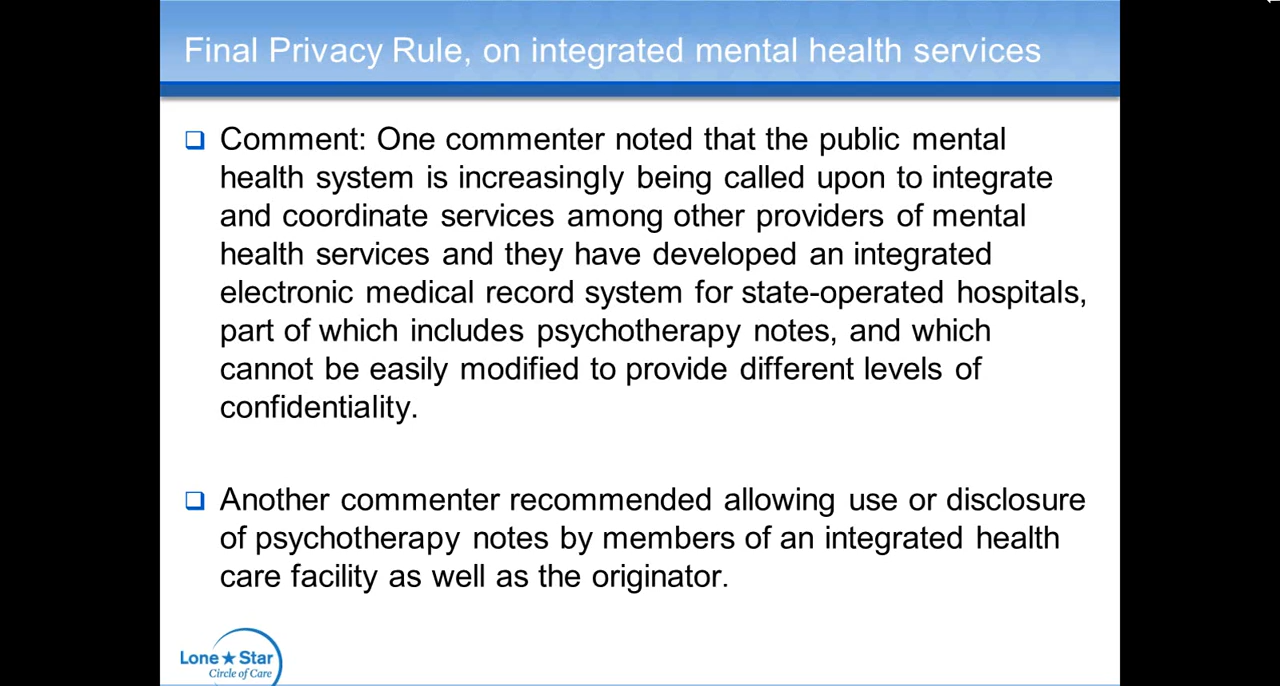 Final Privacy Rule, on integrated mental health services
Comment: One commenter noted that the public mental
health system is increasingly being called upon to integrate
and coordinate services among other providers of mental
health services and they have developed an integrated
electronic medical record system for state-operated hospitals,
part of which includes psychotherapy notes, and which
cannot be easily modified to provide different levels of
confidentiality.
Another commenter recommended allowing use or disclosure
of psychotherapy notes by members of an integrated health
care facility as well as the originator.
Lone★Star
Circle of Care